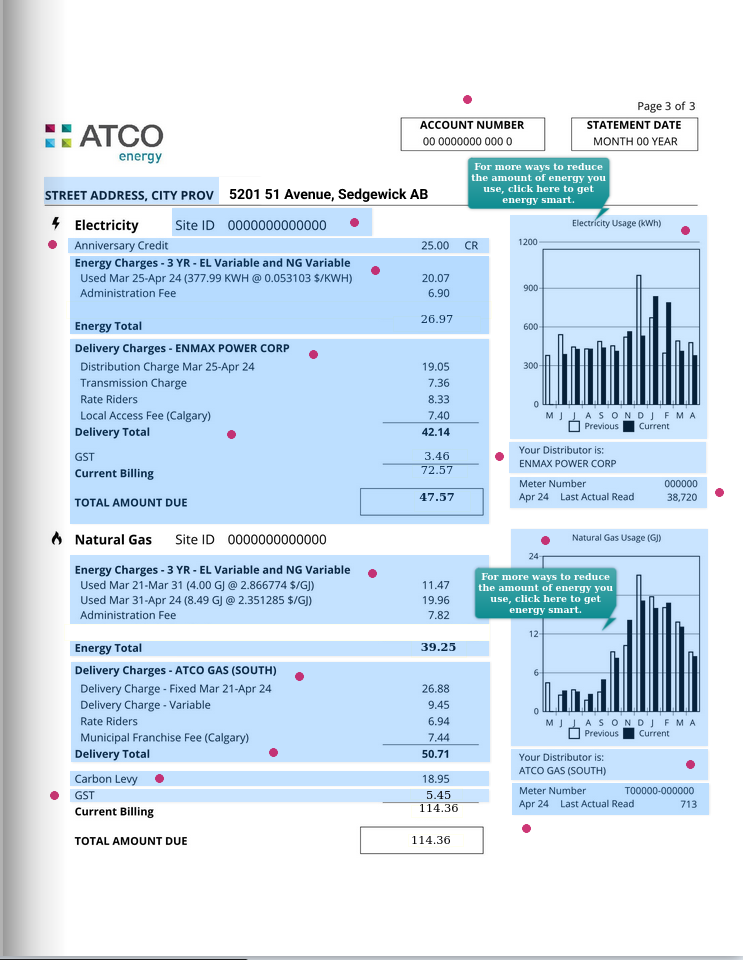 Page 3 of 3
ATCO
energy
ACCOUNT NUMBER
00 0000000 000 0
STATEMENT DATE
MONTH 00 YEAR
For more ways to reduce
the amount of energy you
use, click here to get
energy smart.
STREET ADDRESS, CITY PROV 5201 51 Avenue, Sedgewick AB
Electricity Site ID 0000000000000
Anniversary Credit 25.00 CR
Energy Charges - 3 YR - EL Variable and NG Variable
Used Mar 25-Apr 24 (377.99 KWH @ 0.053103 $/KWH) 20.07
Administration Fee 6.90
Energy Total 26.97
Delivery Charges - ENMAX POWER CORP
Distribution Charge Mar 25-Apr 24 19.05
Transmission Charge 7.36
Rate Riders 8.33
Local Access Fee (Calgary) 7.40
Delivery Total 42.14
GST 3.46
Current Billing 72.57
TOTAL AMOUNT DUE 47.57
Electricity Usage (kWh)
1200
900
600
300
0
M J J A S O N D J F M A
Previous Current
Your Distributor is:
ENMAX POWER CORP
Meter Number 000000
Apr 24 Last Actual Read 38,720
Natural Gas Site ID 0000000000000
Energy Charges - 3 YR - EL Variable and NG Variable
Used Mar 21-Mar 31 (4.00 GJ @ 2.866774 $/GJ) 11.47
Used Mar 31-Apr 24 (8.49 GJ @ 2.351285 $/GJ) 19.96
Administration Fee 7.82
Energy Total 39.25
Delivery Charges - ATCO GAS (SOUTH)
Delivery Charge - Fixed Mar 21-Apr 24 26.88
Delivery Charge - Variable 9.45
Rate Riders 6.94
Municipal Franchise Fee (Calgary) 7.44
Delivery Total 50.71
Carbon Levy 18.95
GST 5.45
Current Billing 114.36
TOTAL AMOUNT DUE 114.36
Natural Gas Usage (GJ)
24
For more ways to reduce
the amount of energy you
use, click here to get
energy smart.
12
6
0
M J J A S O N D J F M A
Previous Current
Your Distributor is:
ATCO GAS (SOUTH)
Meter Number T00000-000000
Apr 24 Last Actual Read 713